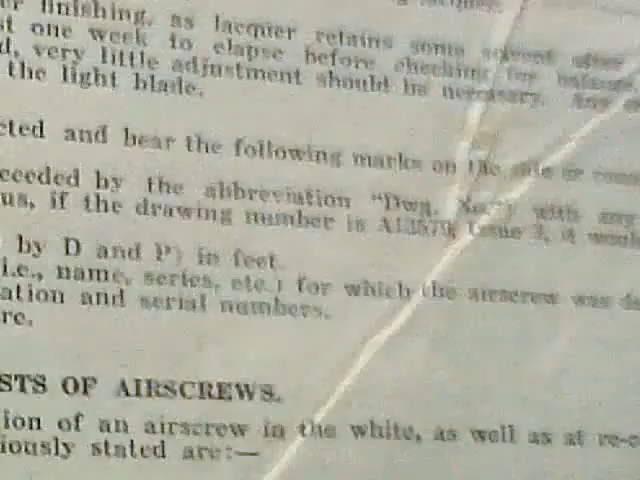 finishing, as lacquer retains some solvent after
one week to elapse before checking for balance,
very little adjustment should be necessary. Any
the light blade.
cted and bear the following marks on the side or
ceeded by the abbreviation "Dwg. No." with any
us, if the drawing number is A13579, Issue 3, it would
by D and P) in feet.
i.e., name, series, etc.) for which the airscrew was
ation and serial numbers.
re.
STS OF AIRSCREWS.
ion of an airscrew in the white, as well as at re-
iously stated are:—